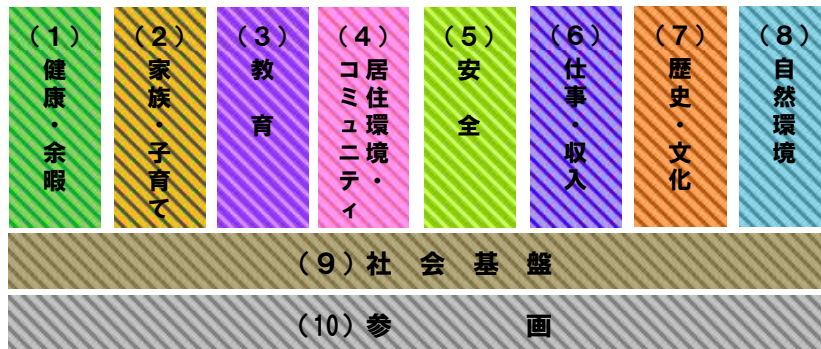 (1)
健康・余暇
(2)
家族・子育て
(3)
教育
(4)
居住環境・
コミュニティ
(5)
安全
(6)
仕事・収入
(7)
歴史・文化
(8)
自然環境
(9)社会基盤
(10)参画